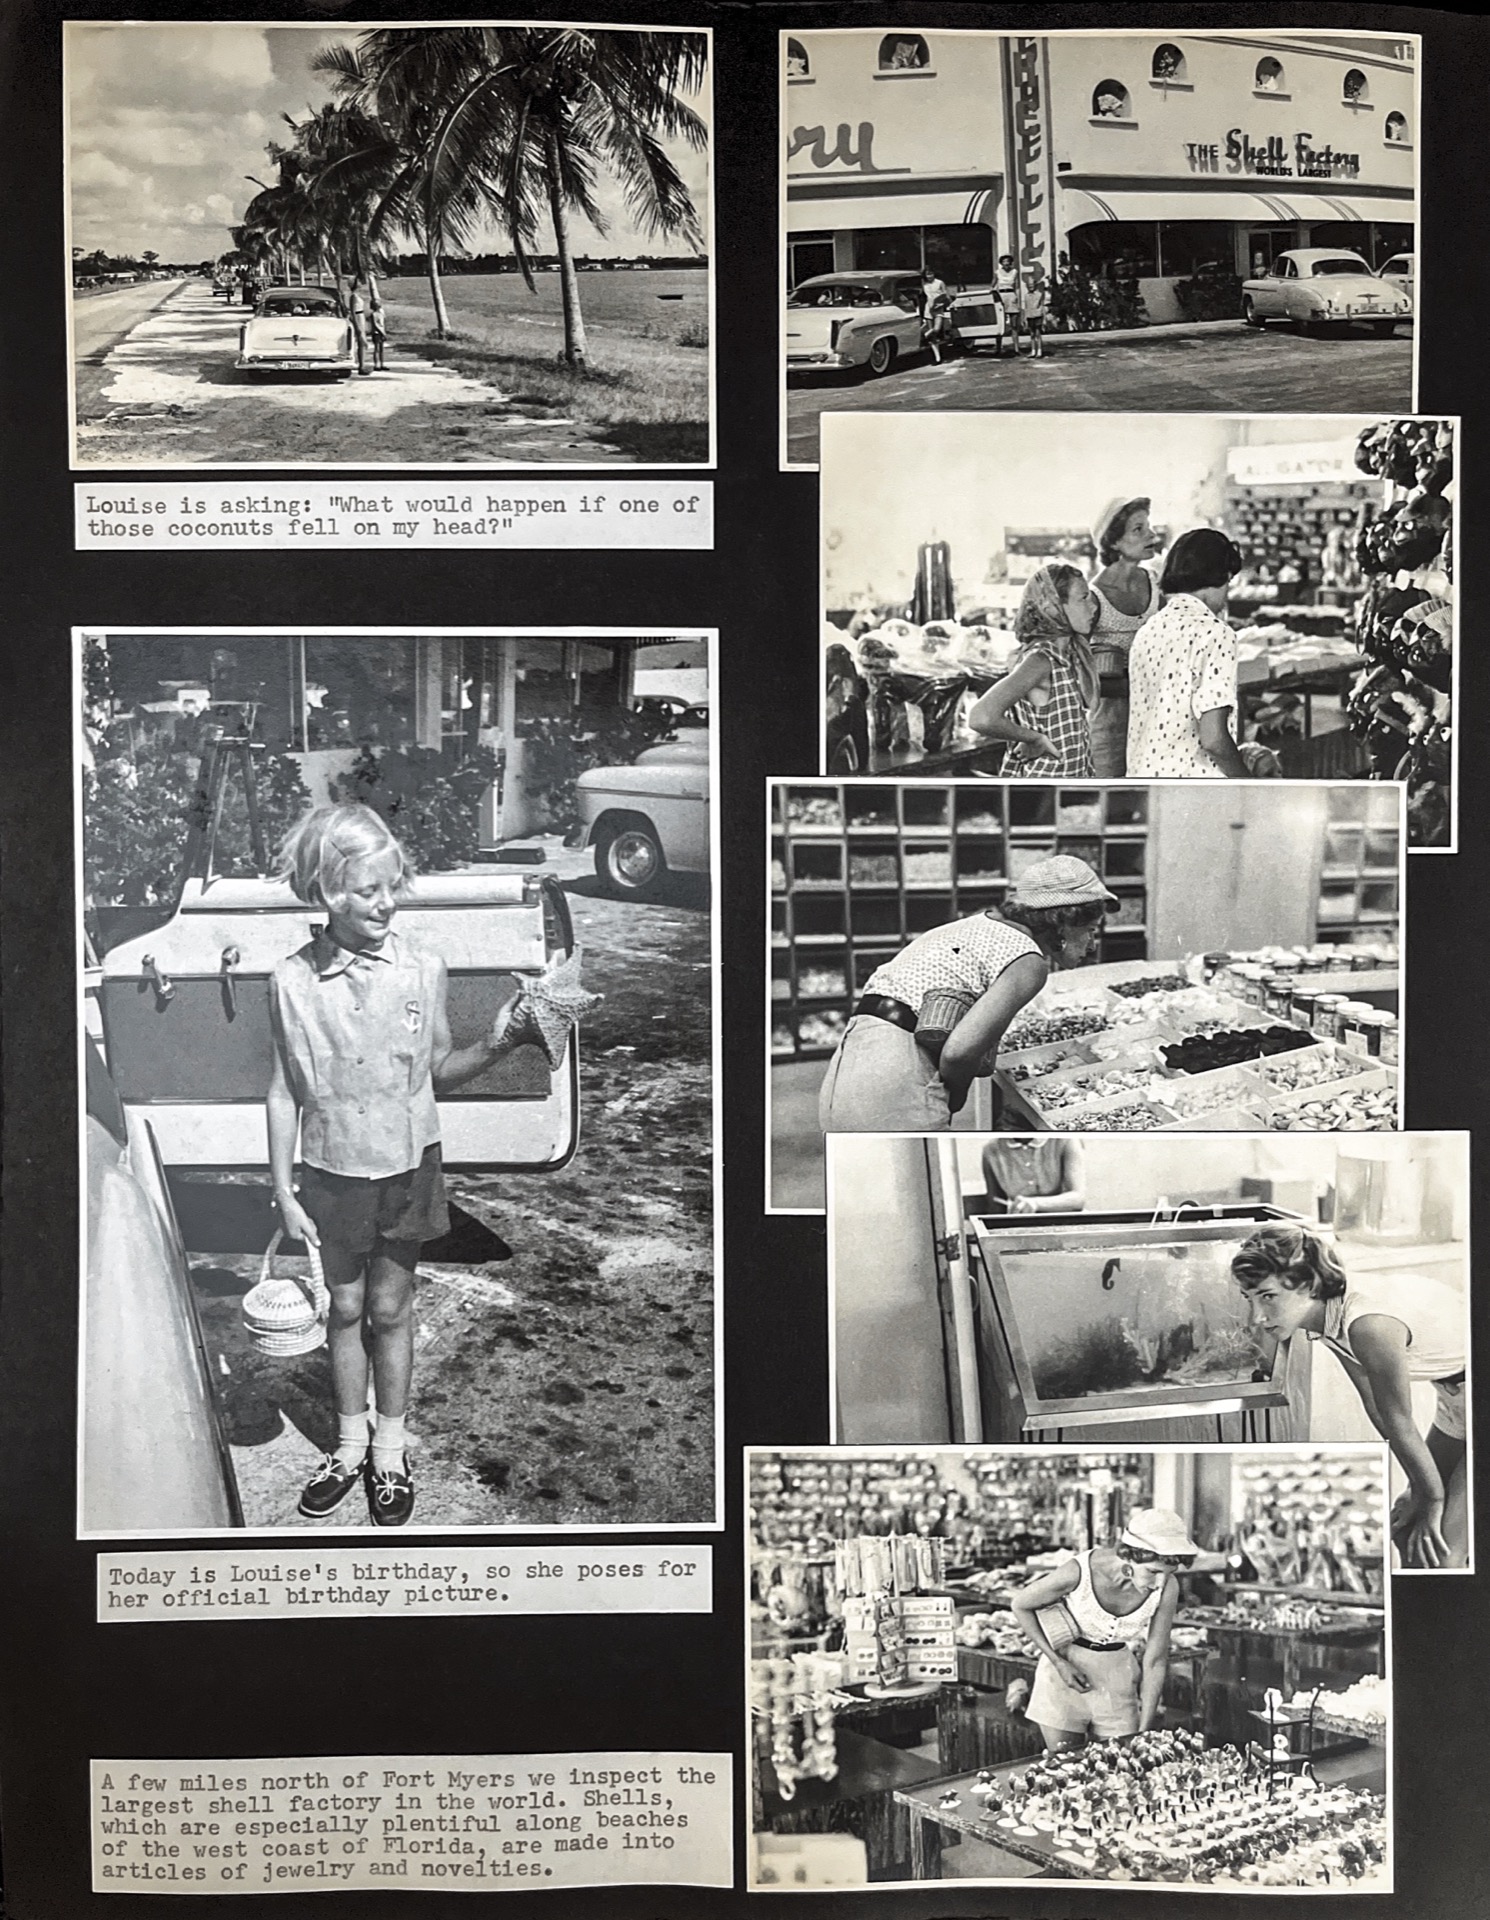 Louise is asking: "What would happen if one of
those coconuts fell on my head?"
Today is Louise's birthday, so she poses for
her official birthday picture.
A few miles north of Fort Myers we inspect the
largest shell factory in the world. Shells,
which are especially plentiful along beaches
of the west coast of Florida, are made into
articles of jewelry and novelties.
THE Shell Factory
WORLD'S LARGEST
ALLIGATOR